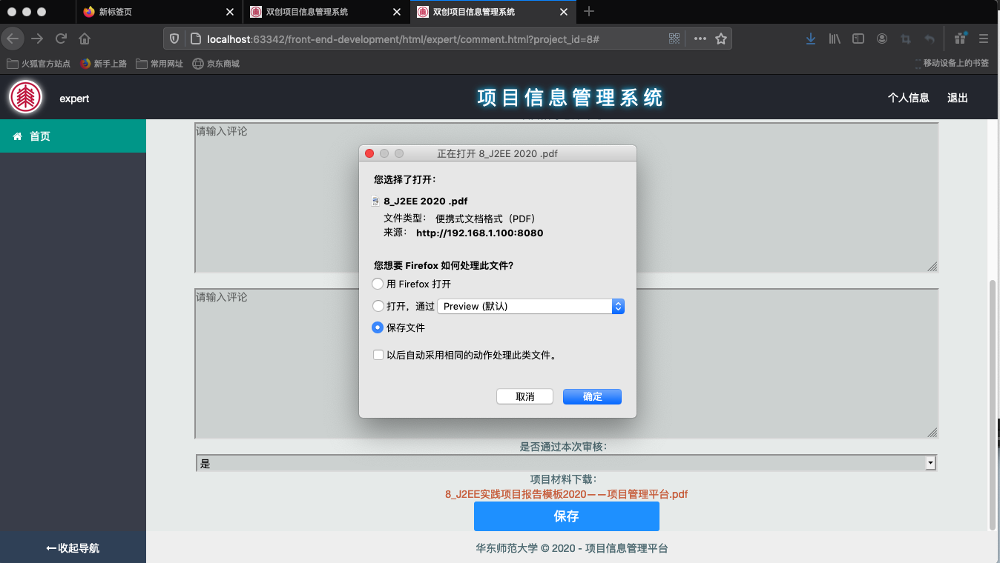 新标签页
双创项目信息管理系统
双创项目信息管理系统
localhost:63342/front-end-development/html/expert/comment.html?project_id=8#
火狐官方站点
新手上路
常用网址
京东商城
移动设备上的书签
expert
项目信息管理系统
个人信息
退出
首页
请输入评论
正在打开 8_J2EE 2020 .pdf
您选择了打开：
8_J2EE 2020 .pdf
文件类型： 便携式文档格式（PDF）
来源： http://192.168.1.100:8080
您想要 Firefox 如何处理此文件？
用 Firefox 打开
打开，通过 Preview (默认)
保存文件
以后自动采用相同的动作处理此类文件。
取消
确定
请输入评论
是否通过本次审核：
是
项目材料下载：
8_J2EE实践项目报告模板2020——项目管理平台.pdf
保存
收起导航
华东师范大学 © 2020 - 项目信息管理平台